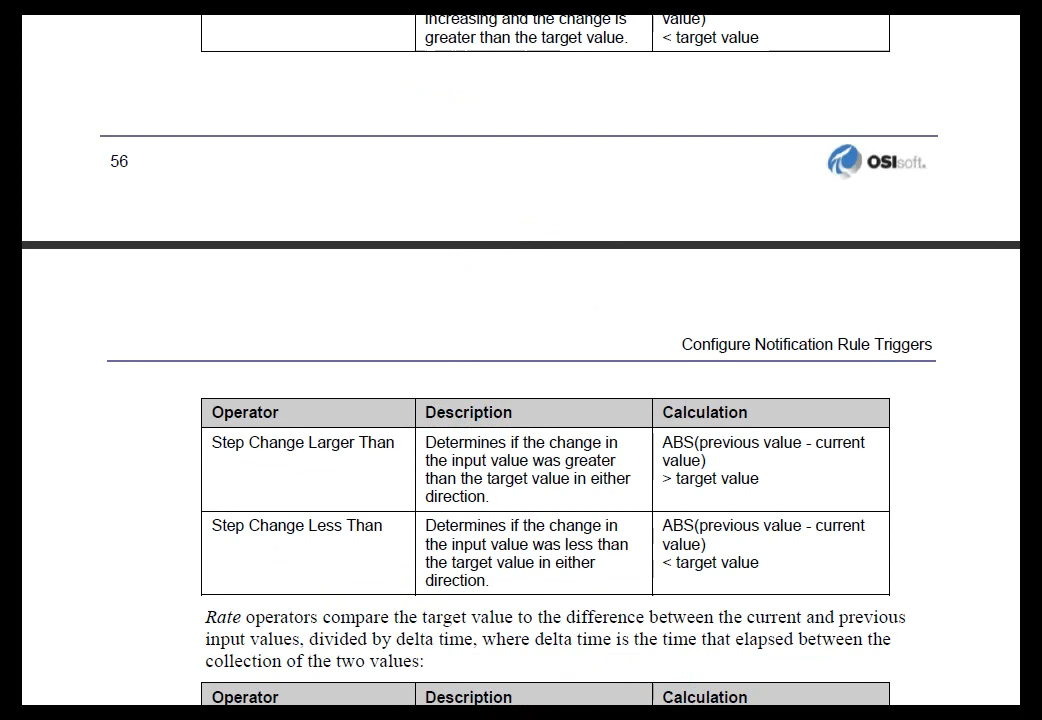 increasing and the change is
greater than the target value.
value)
< target value
56
OSIsoft.
Configure Notification Rule Triggers
Operator
Description
Calculation
Step Change Larger Than
Determines if the change in
the input value was greater
than the target value in either
direction.
ABS(previous value - current
value)
> target value
Step Change Less Than
Determines if the change in
the input value was less than
the target value in either
direction.
ABS(previous value - current
value)
< target value
Rate operators compare the target value to the difference between the current and previous
input values, divided by delta time, where delta time is the time that elapsed between the
collection of the two values:
Operator
Description
Calculation